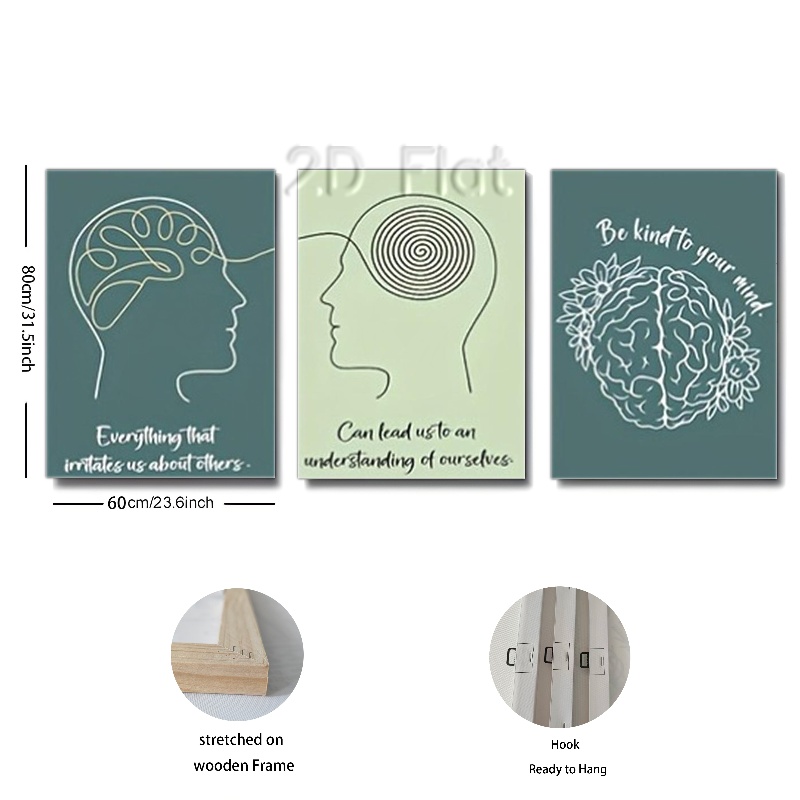 2D Flat
80cm/31.5inch
Everything that
irritates us about others.
Can lead us to an
understanding of ourselves.
Be kind to your mind.
60cm/23.6inch
stretched on
wooden Frame
Hook
Ready to Hang